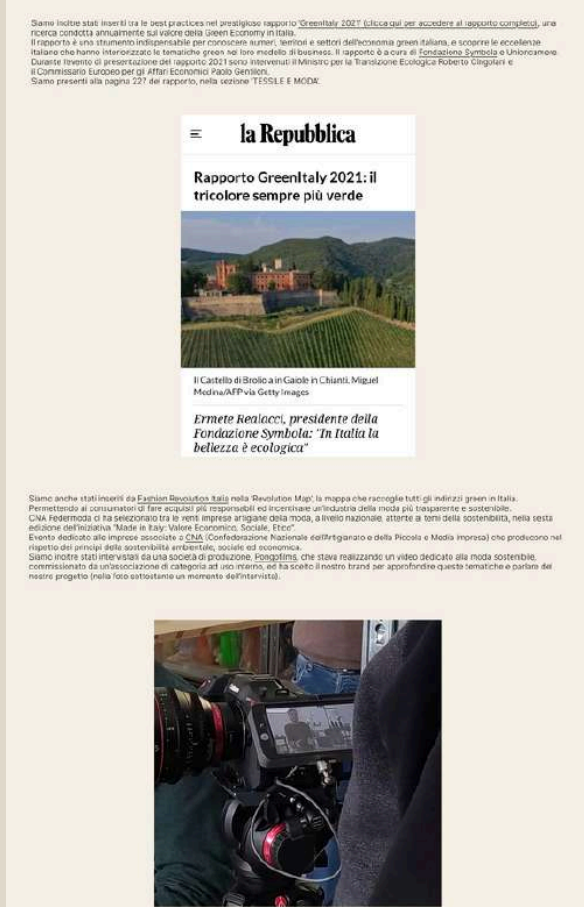 Siamo inoltre stati inseriti tra le best practices nel prestigioso rapporto 'GreenItaly 2021' (clicca qui per accedere al rapporto completo), una
ricerca condotta annualmente sul valore della Green Economy in Italia.
Il rapporto è uno strumento indispensabile per conoscere numeri, territori e settori dell'economia green italiana, e scoprire le eccellenze
italiane che hanno interiorizzato le tematiche green nel loro modello di business. Il rapporto è a cura di Fondazione Symbola e Unioncamere.
Durante l'evento di presentazione del rapporto 2021 sono intervenuti il Ministro per la Transizione Ecologica Roberto Cingolani e
il Commissario Europeo per gli Affari Economici Paolo Gentiloni.
Siamo presenti alla pagina 227 del rapporto, nella sezione 'TESSILE E MODA'.
la Repubblica
Rapporto GreenItaly 2021: il
tricolore sempre più verde
Il Castello di Brolio a in Gaiole in Chianti. Miguel
Medina/AFP via Getty Images
Ermete Realacci, presidente della
Fondazione Symbola: "In Italia la
bellezza è ecologica"
Siamo anche stati inseriti da Fashion Revolution Italia nella 'Revolution Map', la mappa che raccoglie tutti gli indirizzi green in Italia.
Permettendo ai consumatori di fare acquisti più responsabili ed incentivare un'industria della moda più trasparente e sostenibile.
CNA Federmoda ci ha selezionato tra le venti imprese artigiane della moda, a livello nazionale, attente ai temi della sostenibilità, nella sesta
edizione dell'iniziativa "Made in Italy: Valore Economico, Sociale, Etico".
Evento dedicato alle imprese associate a CNA (Confederazione Nazionale dell'Artigianato e della Piccola e Media Impresa) che producono nel
rispetto dei principi della sostenibilità ambientale, sociale ed economica.
Siamo inoltre stati intervistati da una società di produzione, Pongofilms, che stava realizzando un video dedicato alla moda sostenibile,
commissionato da un'associazione di categoria ad uso interno, ed ha scelto il nostro brand per approfondire queste tematiche e parlare del
nostro progetto (nella foto sottostante un momento dell'intervista).